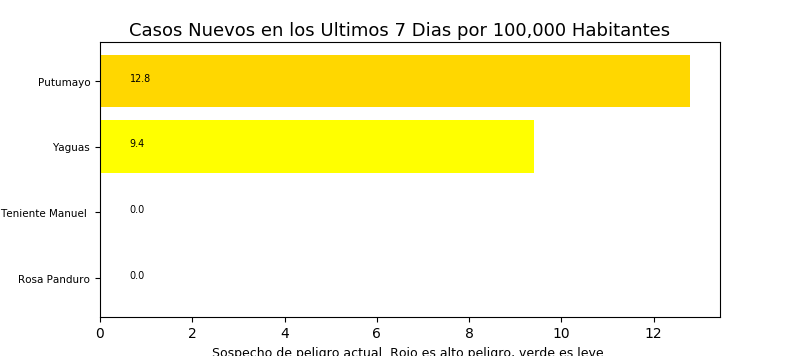 Casos Nuevos en los Ultimos 7 Dias por 100,000 Habitantes
Putumayo 12.8
Yaguas 9.4
Teniente Manuel 0.0
Rosa Panduro 0.0
0 2 4 6 8 10 12
Sospecho de peligro actual. Rojo es alto peligro, verde es leve